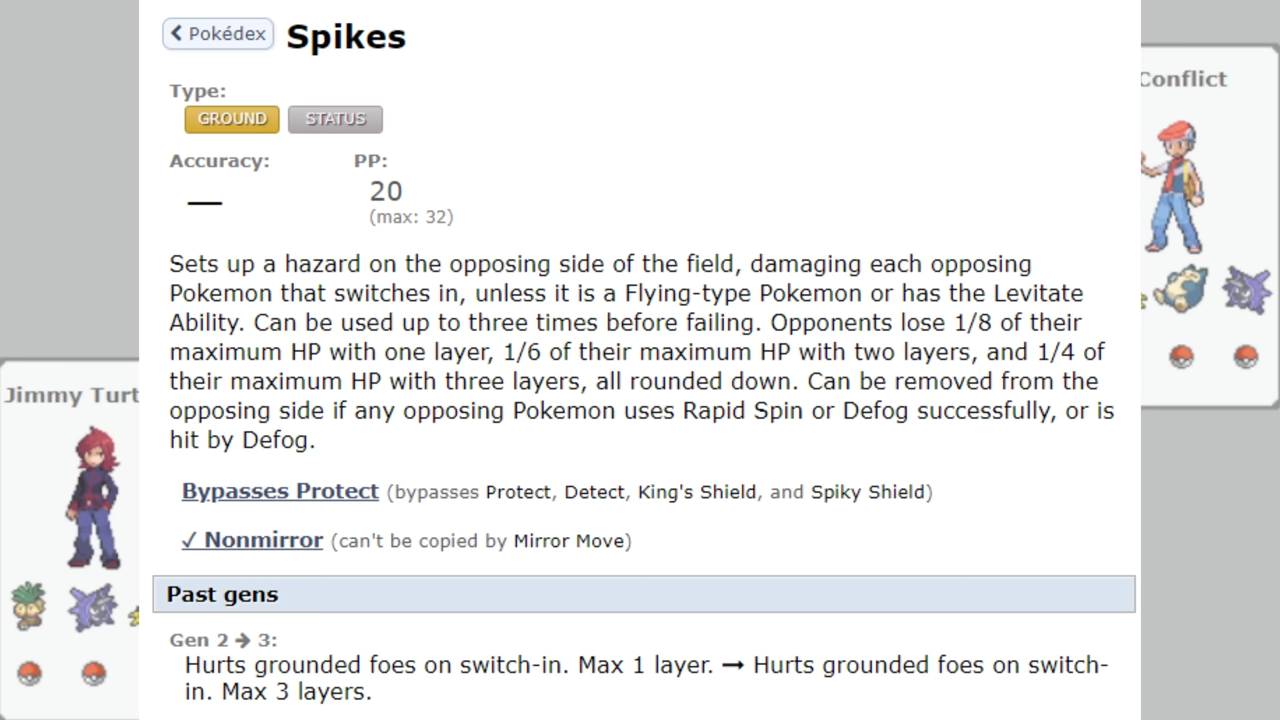 Pokédex Spikes
Type:
GROUND STATUS
Accuracy: PP:
— 20
(max: 32)
Sets up a hazard on the opposing side of the field, damaging each opposing
Pokemon that switches in, unless it is a Flying-type Pokemon or has the Levitate
Ability. Can be used up to three times before failing. Opponents lose 1/8 of their
maximum HP with one layer, 1/6 of their maximum HP with two layers, and 1/4 of
their maximum HP with three layers, all rounded down. Can be removed from the
opposing side if any opposing Pokemon uses Rapid Spin or Defog successfully, or is
hit by Defog.
Bypasses Protect (bypasses Protect, Detect, King's Shield, and Spiky Shield)
✓ Nonmirror (can't be copied by Mirror Move)
Past gens
Gen 2 → 3:
Hurts grounded foes on switch-in. Max 1 layer. → Hurts grounded foes on switch-
in. Max 3 layers.
Conflict
Jimmy Turt